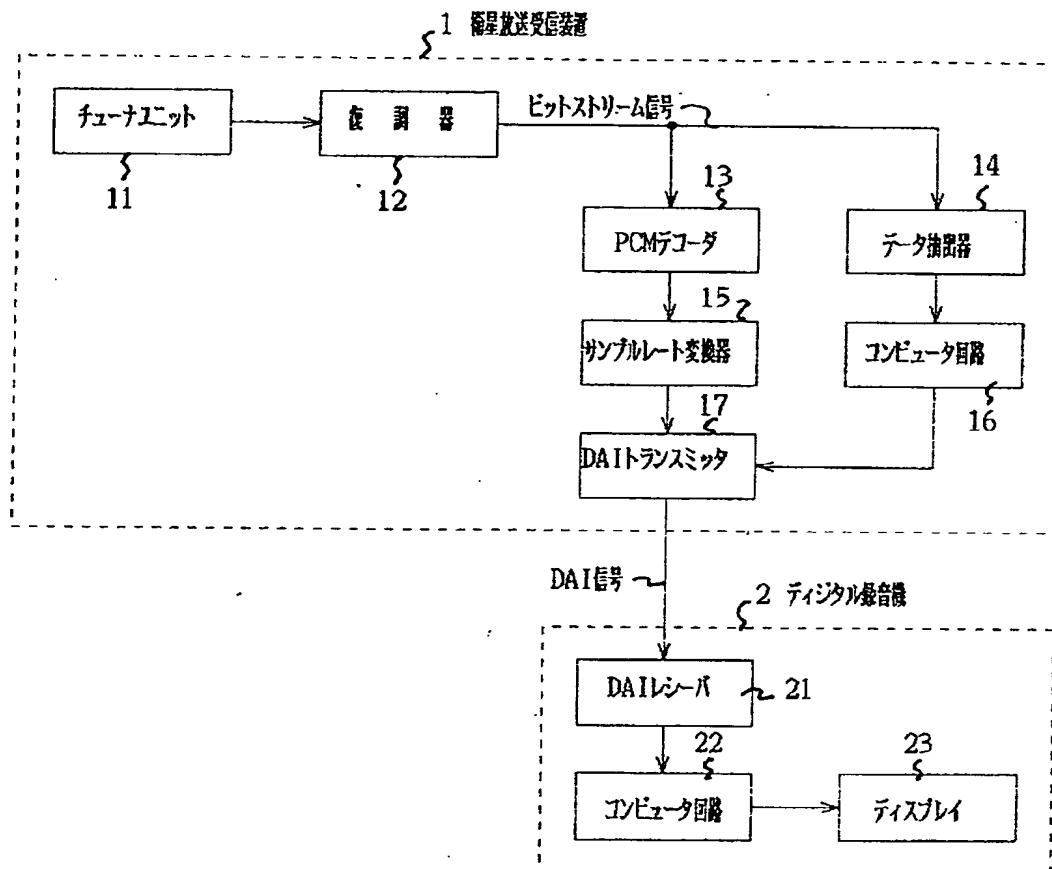 1 衛星放送受信装置
チューナユニット
11
復 調 器
12
ビットストリーム信号
13
PCMデコーダ
14
データ抽出器
15
サンプルレート変換器
コンピュータ回路
16
17
DAIトランスミッタ
DAI信号
2 ディジタル録音機
DAIレシーバ
21
22
コンピュータ回路
23
ディスプレイ